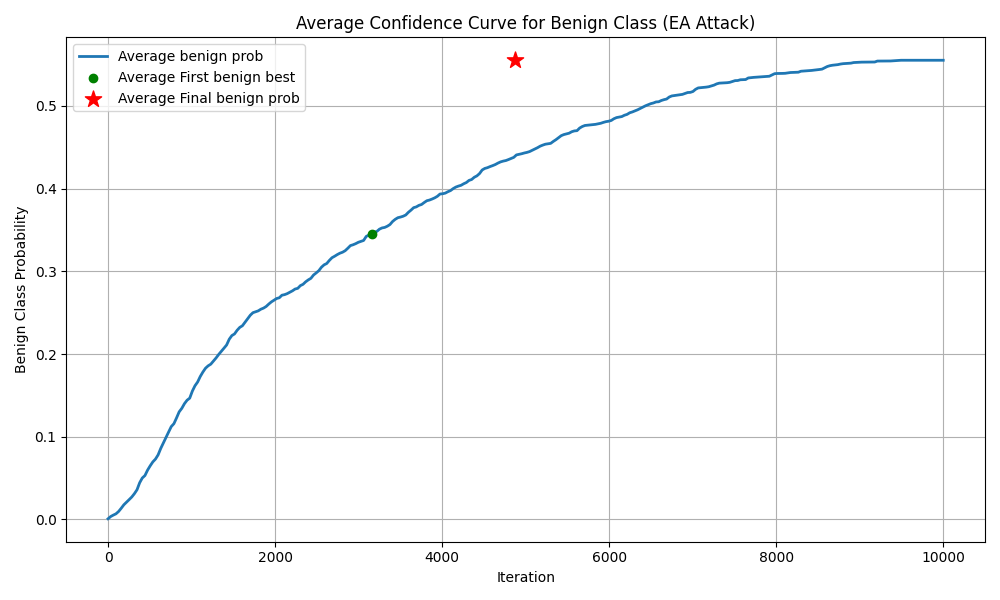 Average Confidence Curve for Benign Class (EA Attack)
Average benign prob
Average First benign best
Average Final benign prob
Benign Class Probability
0.5
0.4
0.3
0.2
0.1
0.0
0 2000 4000 6000 8000 10000
Iteration